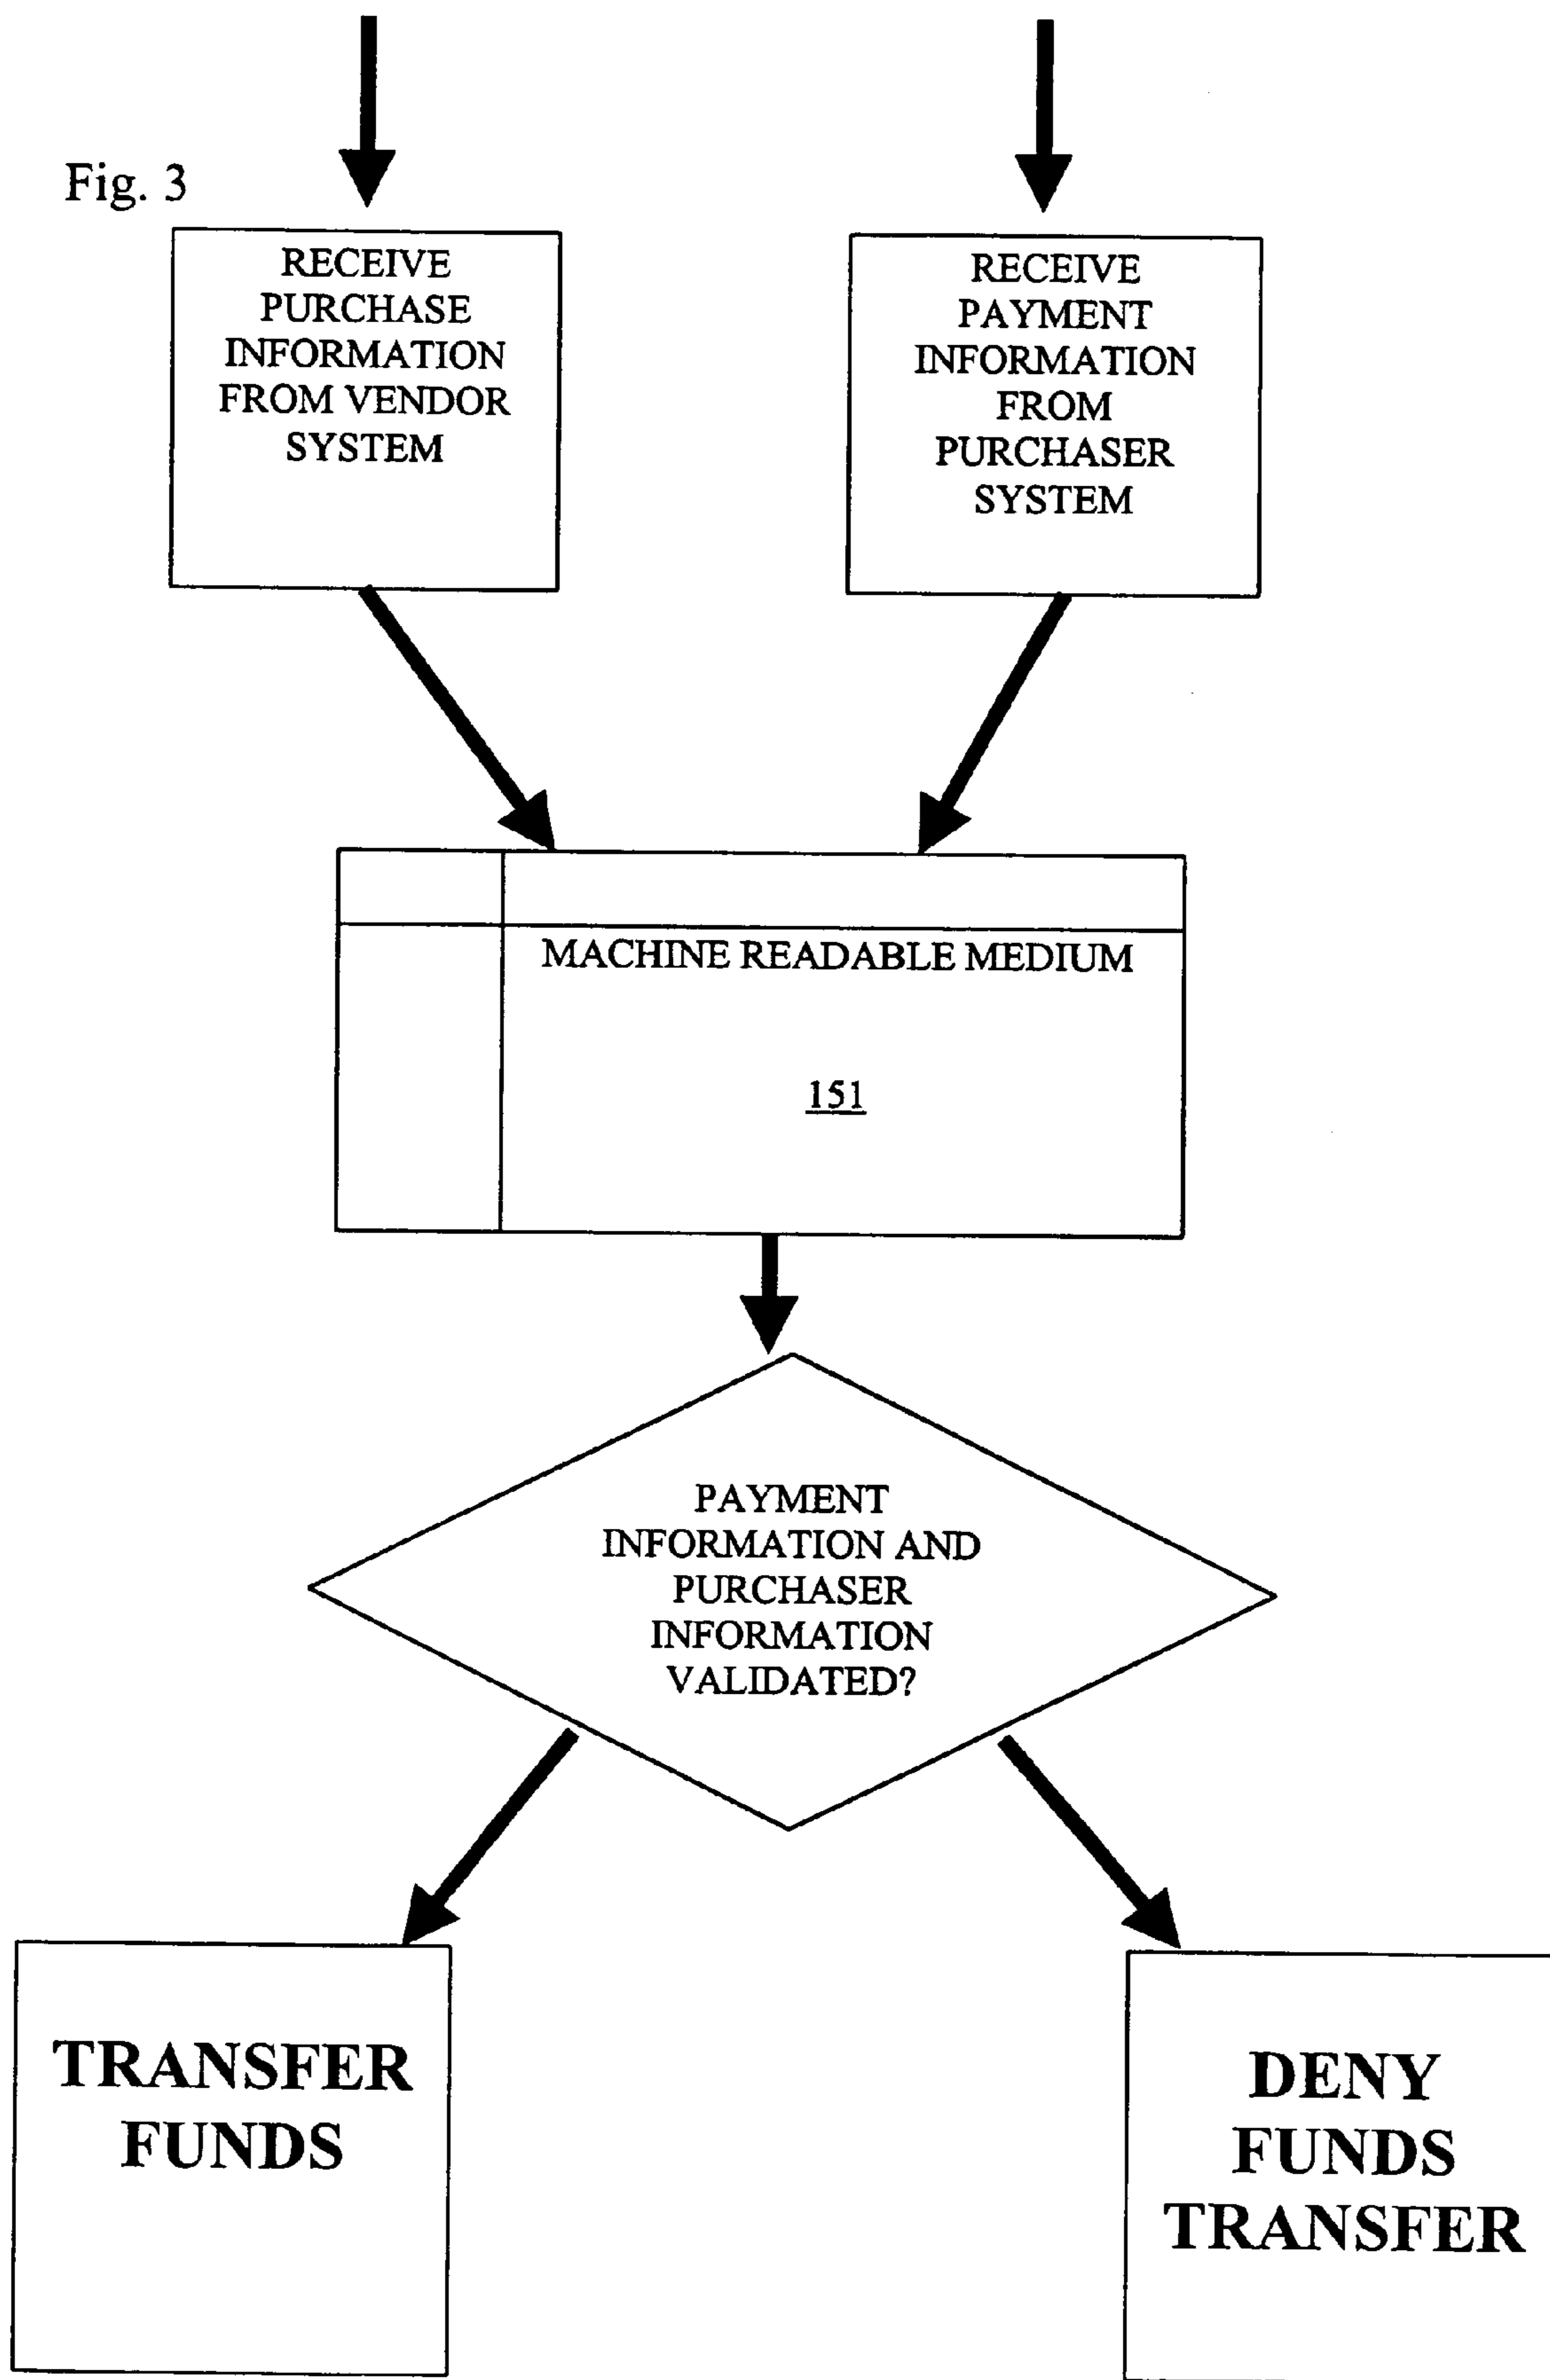 Fig. 3
RECEIVE
PURCHASE
INFORMATION
FROM VENDOR
SYSTEM
RECEIVE
PAYMENT
INFORMATION
FROM
PURCHASER
SYSTEM
MACHINE READABLE MEDIUM
151
PAYMENT
INFORMATION AND
PURCHASER
INFORMATION
VALIDATED?
TRANSFER
FUNDS
DENY
FUNDS
TRANSFER